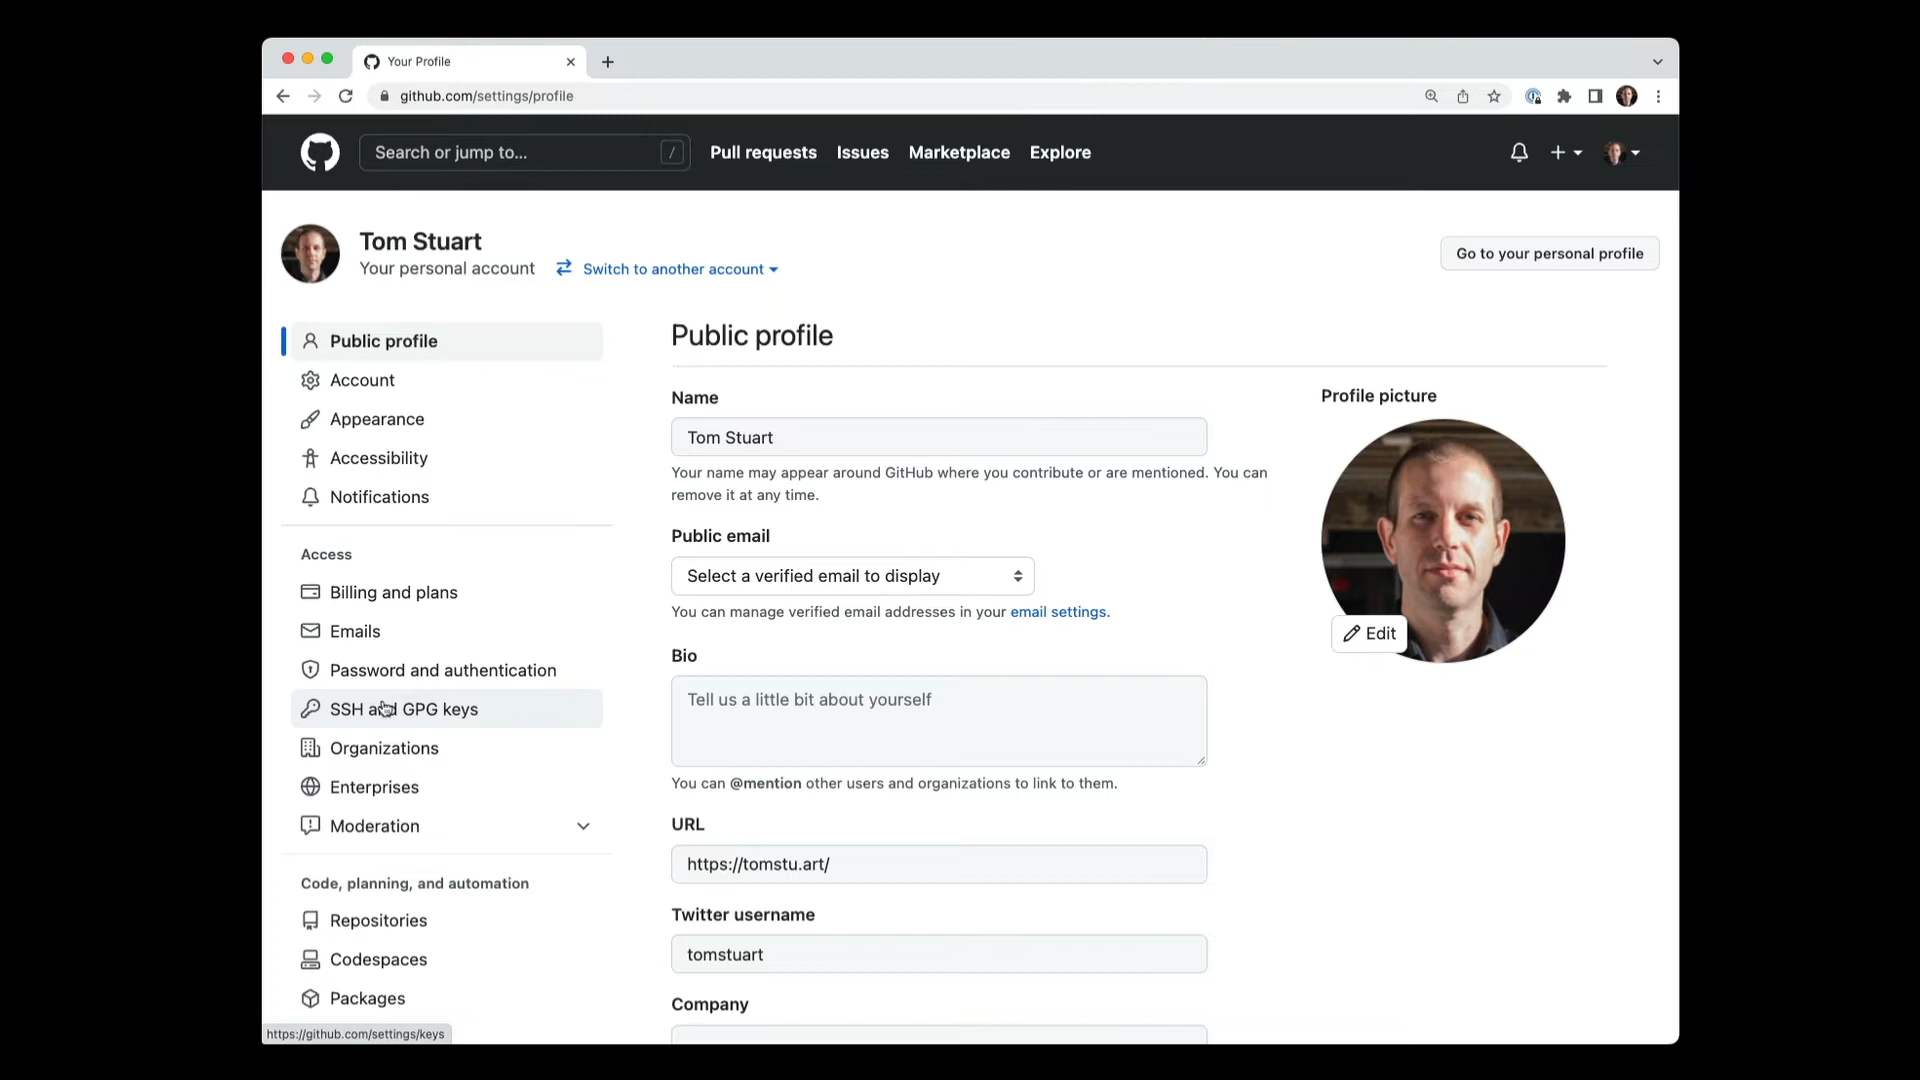 Your Profile
github.com/settings/profile
Search or jump to...
/
Pull requests
Issues
Marketplace
Explore
Tom Stuart
Your personal account
Switch to another account
Go to your personal profile
Public profile
Account
Appearance
Accessibility
Notifications
Access
Billing and plans
Emails
Password and authentication
SSH and GPG keys
Organizations
Enterprises
Moderation
Code, planning, and automation
Repositories
Codespaces
Packages
https://github.com/settings/keys
Public profile
Name
Tom Stuart
Your name may appear around GitHub where you contribute or are mentioned. You can
remove it at any time.
Public email
Select a verified email to display
You can manage verified email addresses in your email settings.
Bio
Tell us a little bit about yourself
You can @mention other users and organizations to link to them.
URL
https://tomstu.art/
Twitter username
tomstuart
Company
Profile picture
Edit